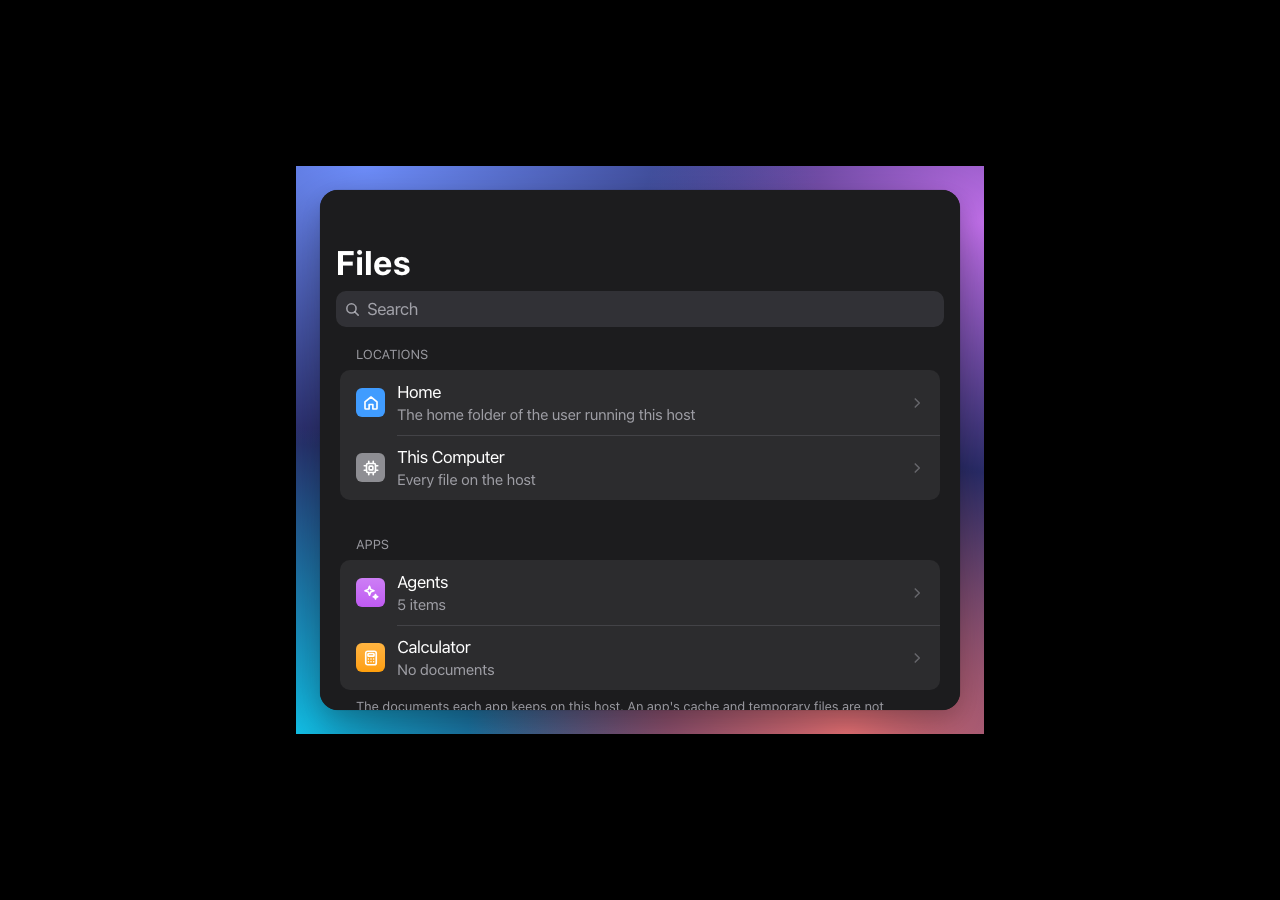 Files
Search
LOCATIONS
Home
The home folder of the user running this host
This Computer
Every file on the host
APPS
Agents
5 items
Calculator
No documents
The documents each app keeps on this host. An app's cache and temporary files are not